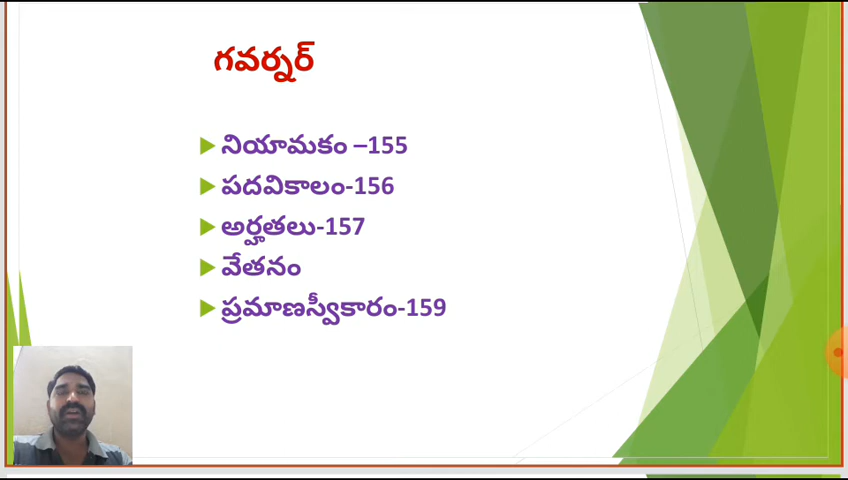 గవర్నర్
నియామకం –155
పదవికాలం-156
అర్హతలు-157
వేతనం
ప్రమాణస్వీకారం-159